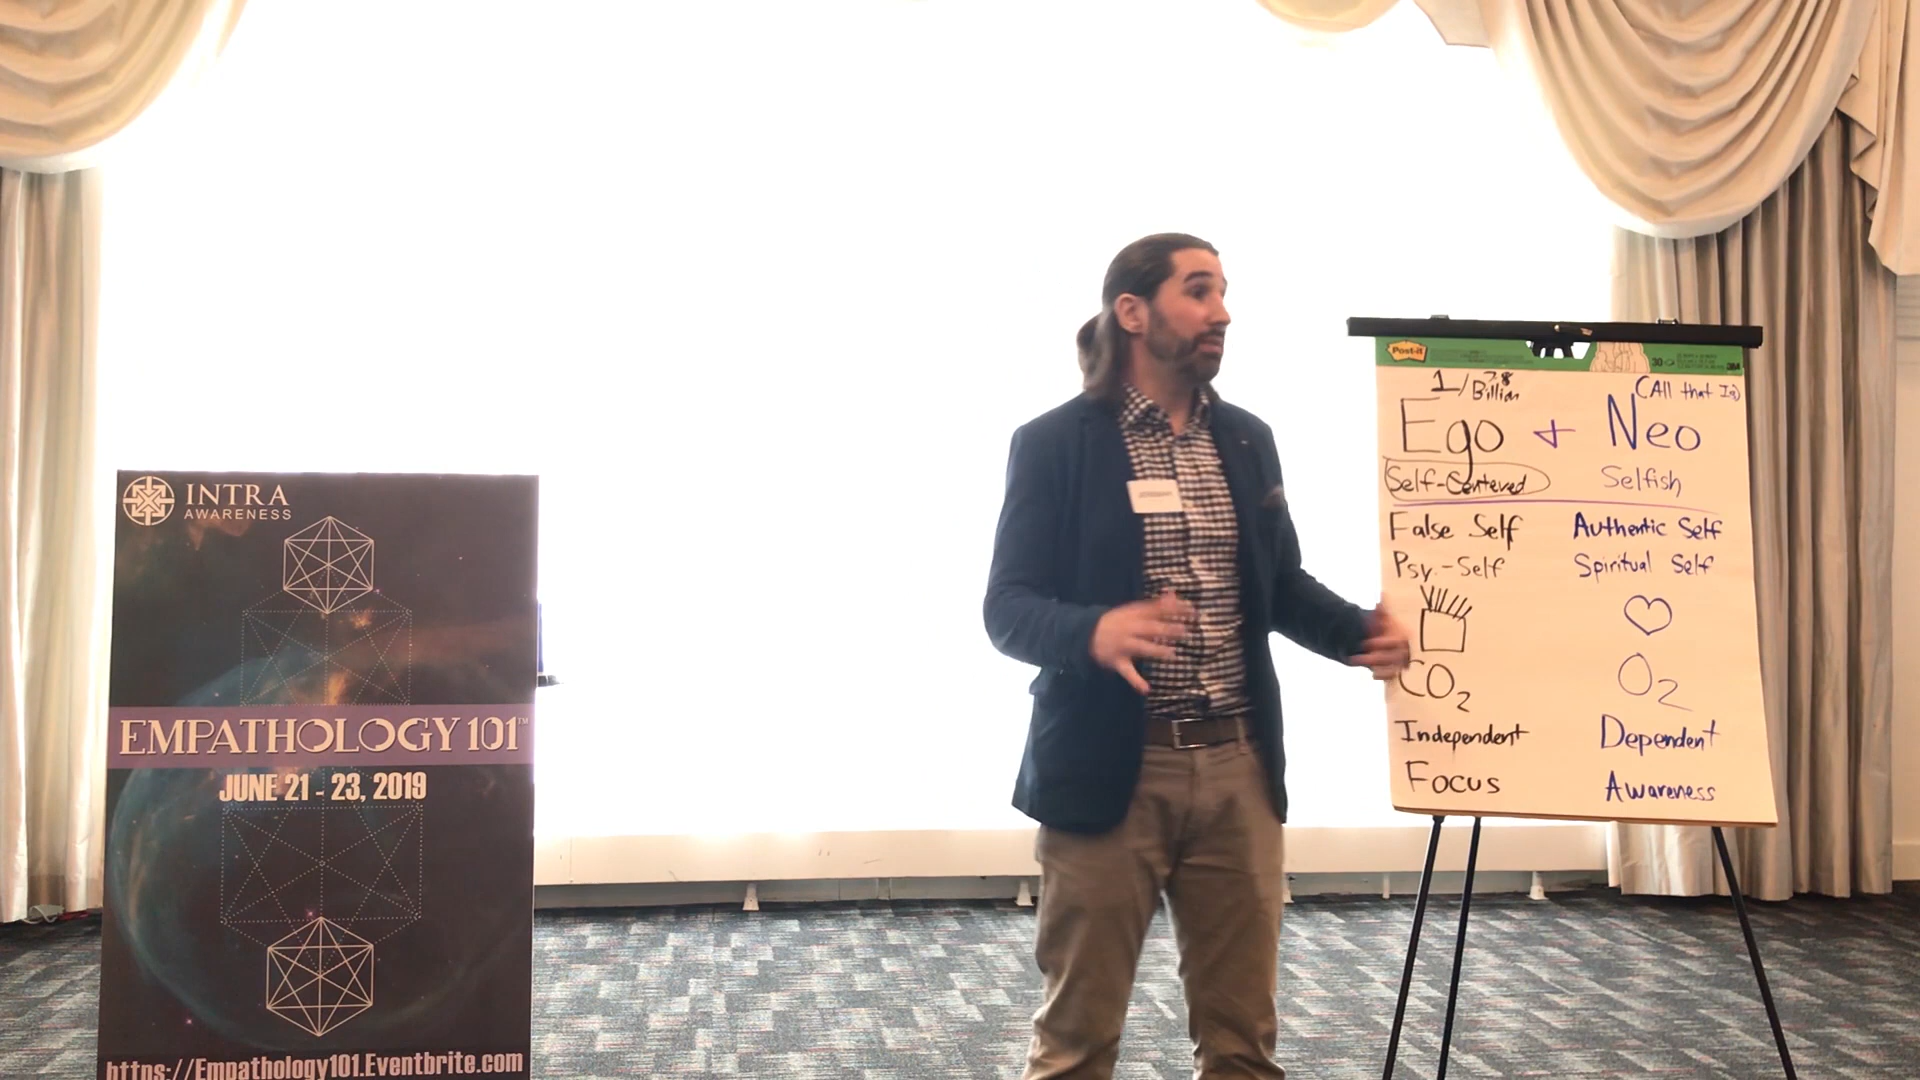 INTRA
AWARENESS
EMPATHOLOGY 101™
JUNE 21 - 23, 2019
https://Empathology101.Eventbrite.com
Post-it
30
1/7.8 Billion
(All that Is)
Ego + Neo
Self-Centered
Selfish
False Self
Authentic Self
Psy.-Self
Spiritual Self
CO2
O2
Independent
Dependent
Focus
Awareness